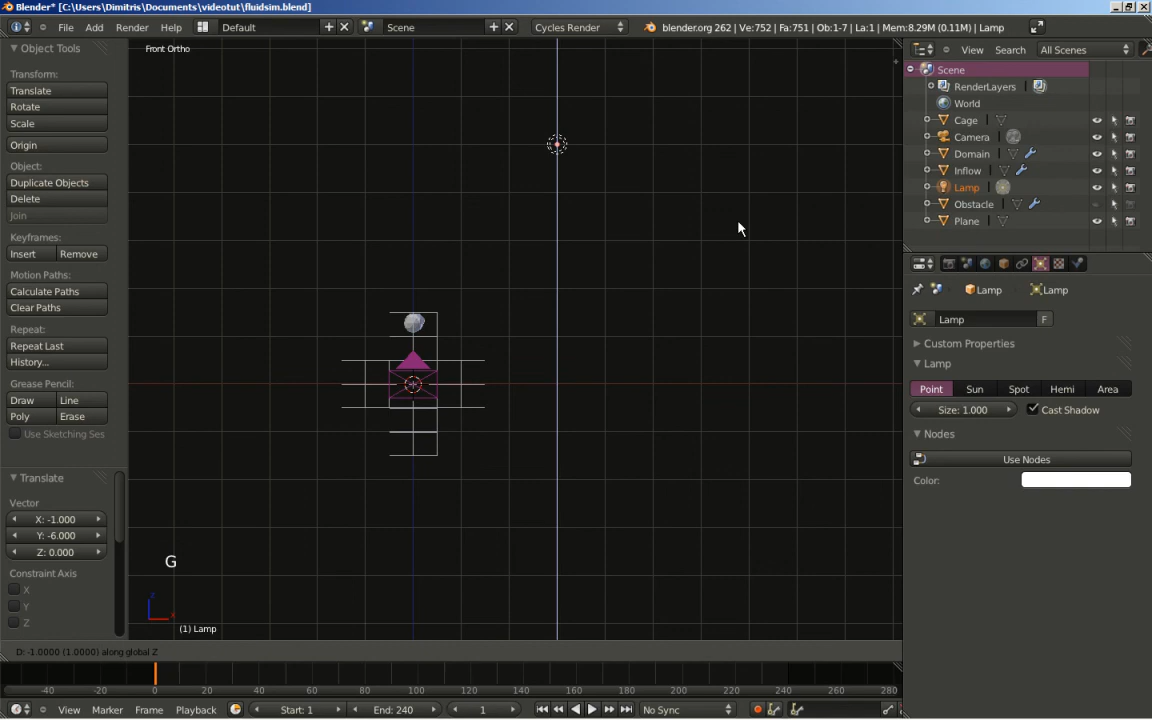 Blender* [C:\Users\Dimitris\Documents\videotut\fluidsim.blend]
File Add Render Help Default Scene Cycles Render blender.org 262 | Ve:752 | Fa:751 | Ob:1-7 | La:1 | Mem:8.29M (0.11M) | Lamp
Object Tools
Transform:
Translate
Rotate
Scale
Origin
Object:
Duplicate Objects
Delete
Join
Keyframes:
Insert Remove
Motion Paths:
Calculate Paths
Clear Paths
Repeat:
Repeat Last
History...
Grease Pencil:
Draw Line
Poly Erase
Use Sketching Ses
Translate
Vector
X: -1.000
Y: -6.000
Z: 0.000
Constraint Axis
X
Y
Z
Front Ortho
G
z
x
(1) Lamp
D: -1.0000 (1.0000) along global Z
View Search All Scenes
Scene
RenderLayers
World
Cage
Camera
Domain
Inflow
Lamp
Obstacle
Plane
Lamp Lamp
Lamp F
Custom Properties
Lamp
Point Sun Spot Hemi Area
Size: 1.000 Cast Shadow
Nodes
Use Nodes
Color:
-40 -20 0 20 40 60 80 100 120 140 160 180 200 220 240 260 280
View Marker Frame Playback Start: 1 End: 240 1 No Sync